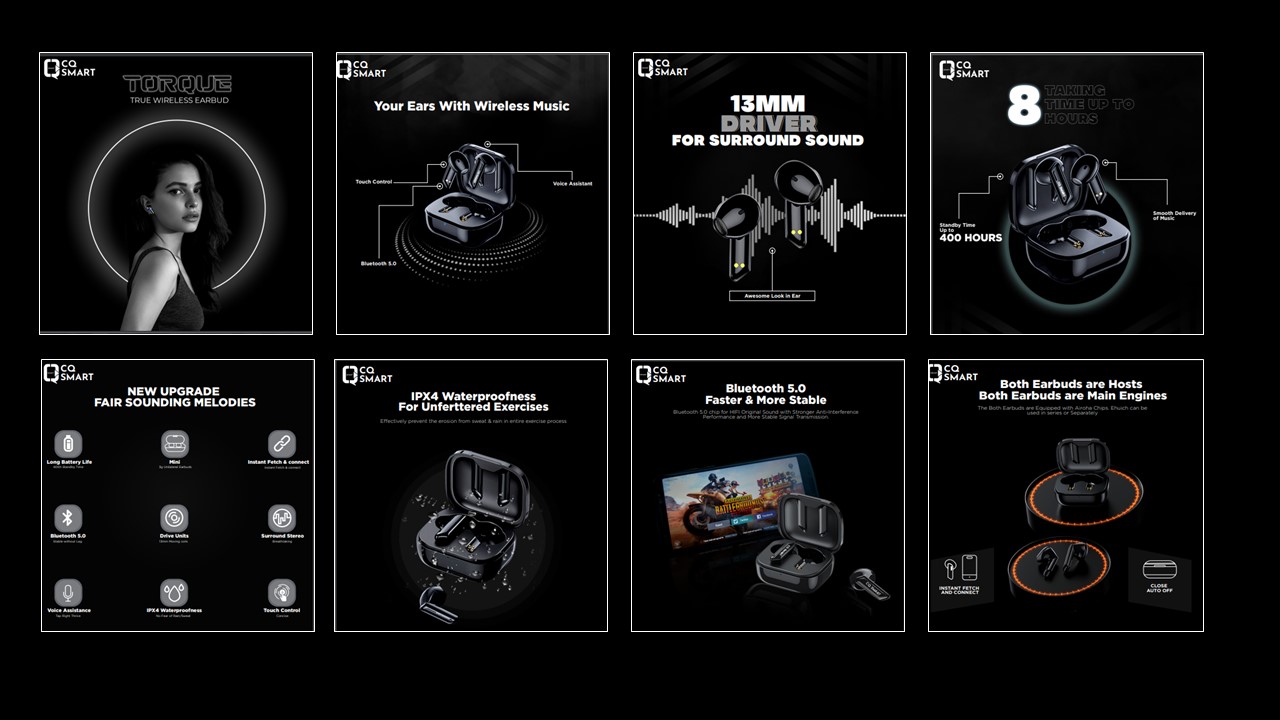 CQ
SMART
TORQUE
TRUE WIRELESS EARBUD
CQ
SMART
Your Ears With Wireless Music
Touch Control
Voice Assistant
Bluetooth 5.0
CQ
SMART
13MM
DRIVER
FOR SURROUND SOUND
Awesome Look in Ear
CQ
SMART
8 TAKING
TIME UP TO
HOURS
Standby Time
Up to
400 HOURS
Smooth Delivery
of Music
CQ
SMART
NEW UPGRADE
FAIR SOUNDING MELODIES
Long Battery Life
Mini
Instant Fetch & connect
Instant Fetch & connect
Bluetooth 5.0
Drive Units
Surround Stereo
Voice Assistance
IPX4 Waterproofness
Touch Control
CQ
SMART
IPX4 Waterproofness
For Unferttered Exercises
Effectively prevent the erosion from sweat & rain in entire exercise process
CQ
SMART
Bluetooth 5.0
Faster & More Stable
Bluetooth 5.0 chip for HIFI Original Sound with Stronger Anti-Interference
Performance and More Stable Signal Transmission.
BATTLEGROUNDS
CQ
SMART
Both Earbuds are Hosts
Both Earbuds are Main Engines
The Both Earbuds are Equipped with Airoha Chips. Ehuich can be
used in series or Separately
INSTANT FETCH
AND CONNECT
CLOSE
AUTO OFF